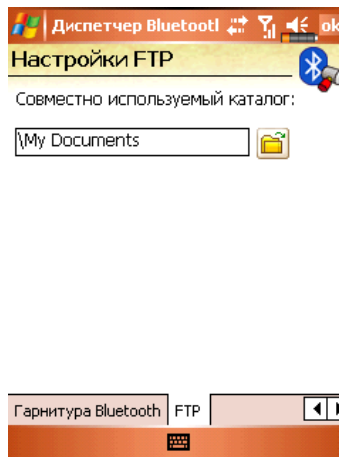 Диспетчер Bluetootl ok
Настройки FTP
Совместно используемый каталог:
\My Documents
Гарнитура Bluetooth FTP